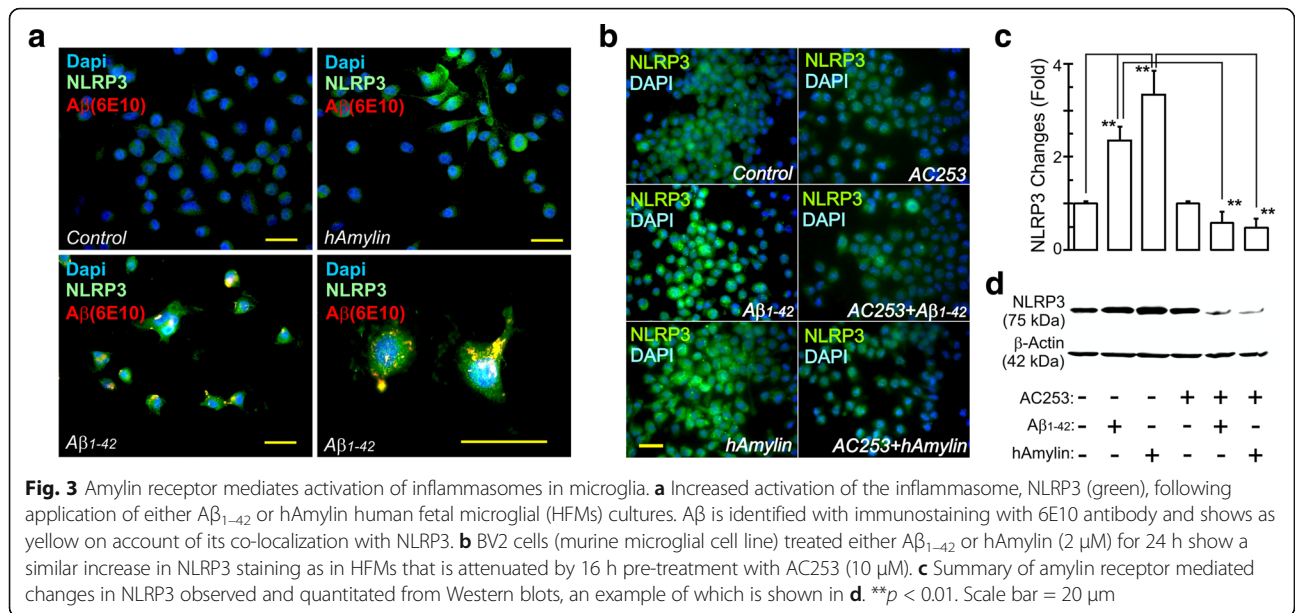 a
Dapi
NLRP3
Aβ(6E10)
Control
Dapi
NLRP3
Aβ(6E10)
hAmylin
Dapi
NLRP3
Aβ(6E10)
Aβ1-42
Dapi
NLRP3
Aβ(6E10)
Aβ1-42
b
NLRP3
DAPI
Control
NLRP3
DAPI
AC253
NLRP3
DAPI
Aβ1-42
NLRP3
DAPI
AC253+Aβ1-42
NLRP3
DAPI
hAmylin
NLRP3
DAPI
AC253+hAmylin
c
NLRP3 Changes (Fold)
4
2
0
**
**
**
**
d
NLRP3
(75 kDa)
β-Actin
(42 kDa)
AC253: - - - + + +
Aβ1-42: - + - - + -
hAmylin: - - + - - +
Fig. 3 Amylin receptor mediates activation of inflammasomes in microglia. a Increased activation of the inflammasome, NLRP3 (green), following
application of either Aβ1–42 or hAmylin human fetal microglial (HFMs) cultures. Aβ is identified with immunostaining with 6E10 antibody and shows as
yellow on account of its co-localization with NLRP3. b BV2 cells (murine microglial cell line) treated either Aβ1–42 or hAmylin (2 μM) for 24 h show a
similar increase in NLRP3 staining as in HFMs that is attenuated by 16 h pre-treatment with AC253 (10 μM). c Summary of amylin receptor mediated
changes in NLRP3 observed and quantitated from Western blots, an example of which is shown in d. **p < 0.01. Scale bar = 20 μm